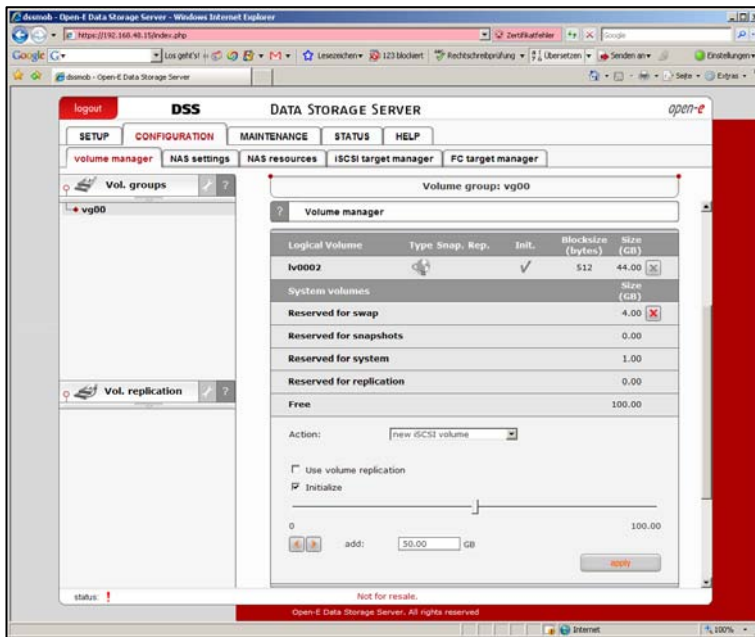 dssmob - Open-E Data Storage Server - Windows Internet Explorer
https://192.168.40.15/index.php
Zertifikatfehler
Google
Google
Los geht's!
Lesezeichen
123 blockiert
Rechtschreibprüfung
Übersetzen
Senden an
Einstellungen
dssmob - Open-E Data Storage Server
Seite
Extras
logout
DSS
DATA STORAGE SERVER
open-e
SETUP
CONFIGURATION
MAINTENANCE
STATUS
HELP
volume manager
NAS settings
NAS resources
iSCSI target manager
FC target manager
Vol. groups
?
vg00
Volume group: vg00
?
Volume manager
Logical Volume Type Snap. Rep. Init. Blocksize (bytes) Size (GB)
lv0002 512 44.00
System volumes Size (GB)
Reserved for swap 4.00
Reserved for snapshots 0.00
Reserved for system 1.00
Reserved for replication 0.00
Free 100.00
Vol. replication
?
Action: new iSCSI volume
Use volume replication
Initialize
0 100.00
add: 50.00 GB
apply
status: !
Not for resale.
Open-E Data Storage Server. All rights reserved
Internet
100%